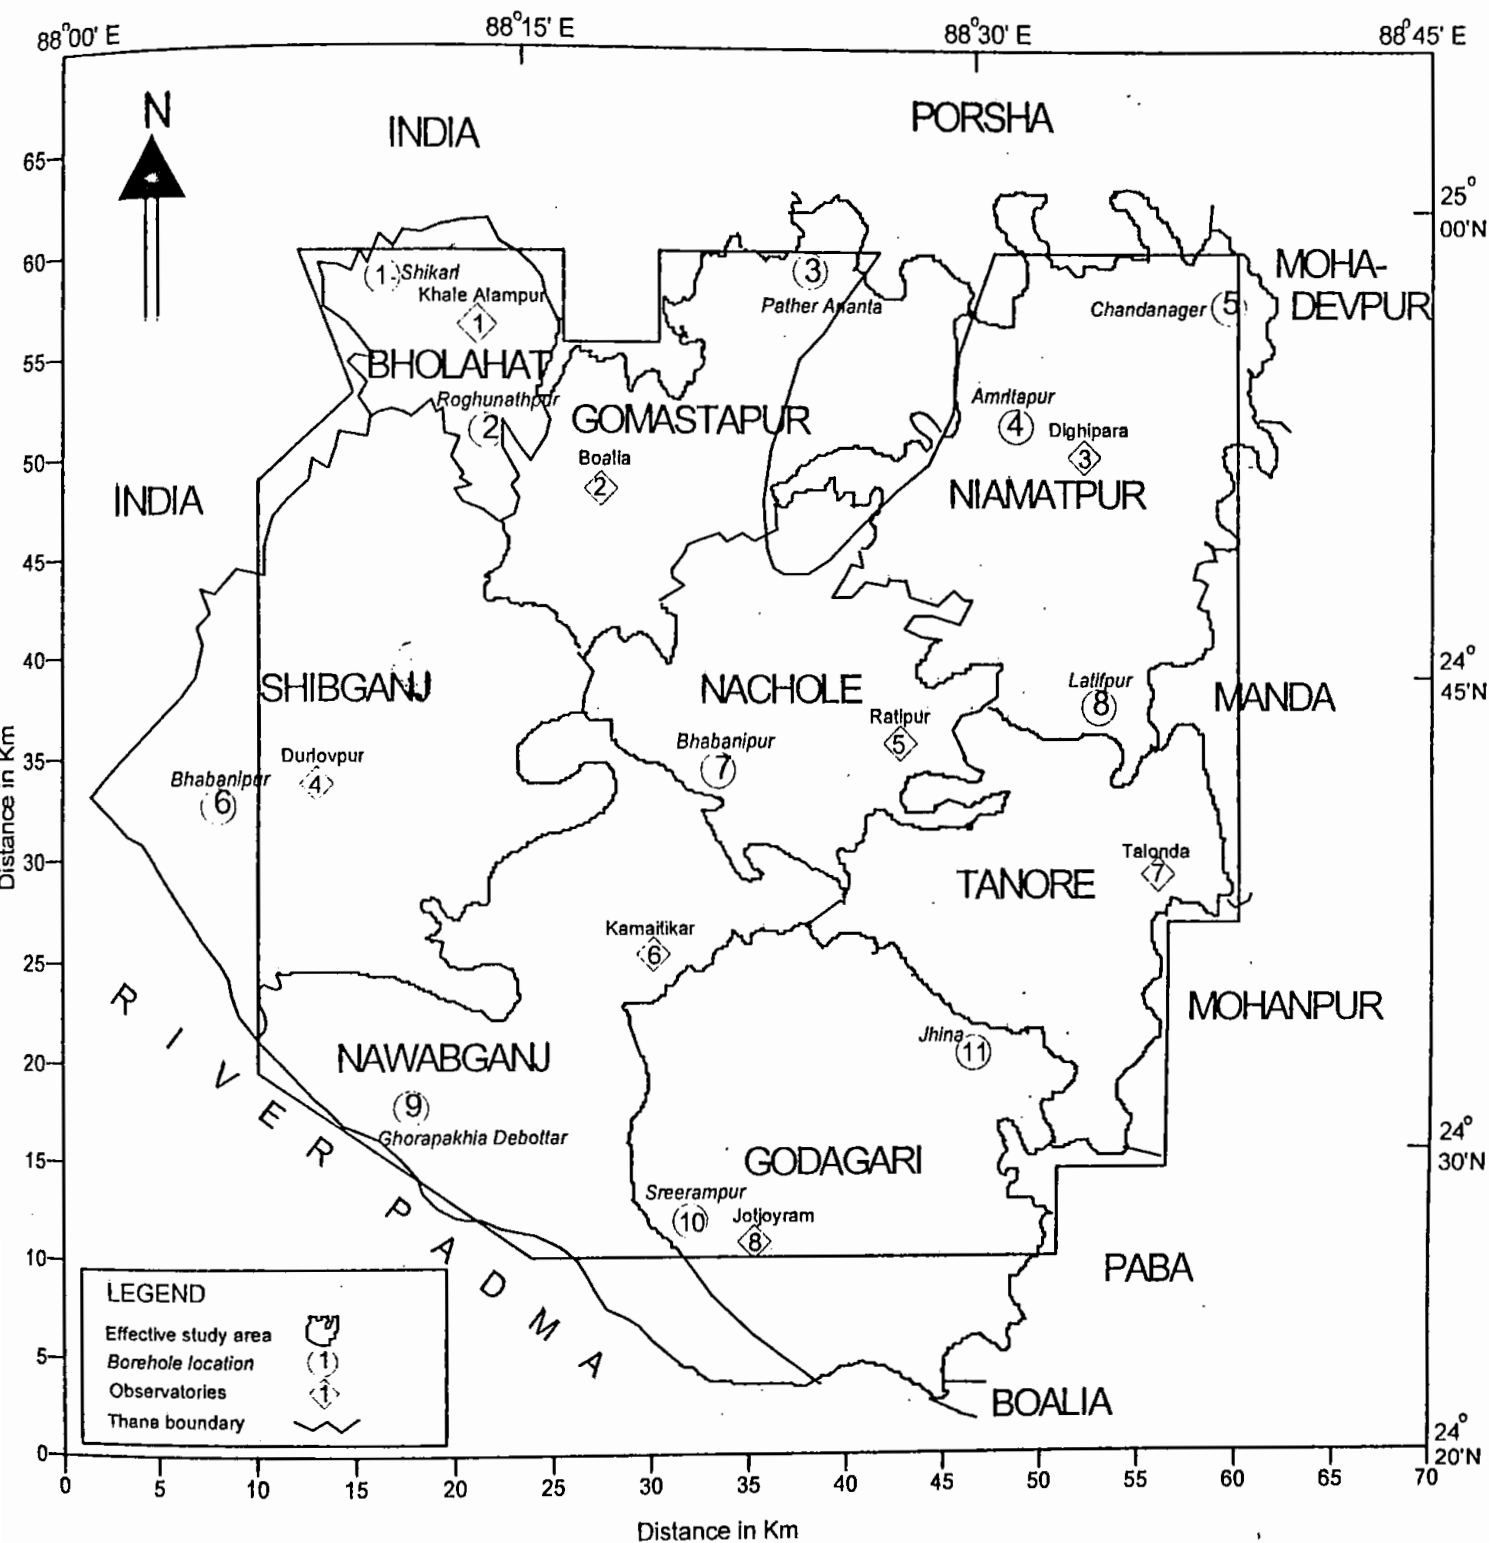 88°00' E
88°15' E
88°30' E
88°45' E
N
INDIA
PORSHA
65
25°
00'N
60
1
Shikari
3
MOHA-
DEVPUR
Khale Alampur
Pather Ananta
Chandanager
5
1
55
BHOLAHAT
Roghunathpur
Amritapur
2
GOMASTAPUR
4
Dighipara
50
Boalia
3
INDIA
2
NIAMATPUR
45
40
24°
45'N
SHIBGANJ
NACHOLE
Latifpur
8
MANDA
Ratipur
5
35
Durlovpur
Bhabanipur
Bhabanipur
4
7
6
Distance in Km
30
Talonda
7
TANORE
Kamaitikar
6
25
RIVER PADMA
MOHANPUR
Jhina
11
NAWABGANJ
20
9
Ghorapakhia Debottar
24°
30'N
15
GODAGARI
Sreerampur
10
Jotjoyram
8
10
PABA
LEGEND
Effective study area
Borehole location
1
Observatories
1
Thana boundary
5
BOALIA
24°
20'N
0
0 5 10 15 20 25 30 35 40 45 50 55 60 65 70
Distance in Km